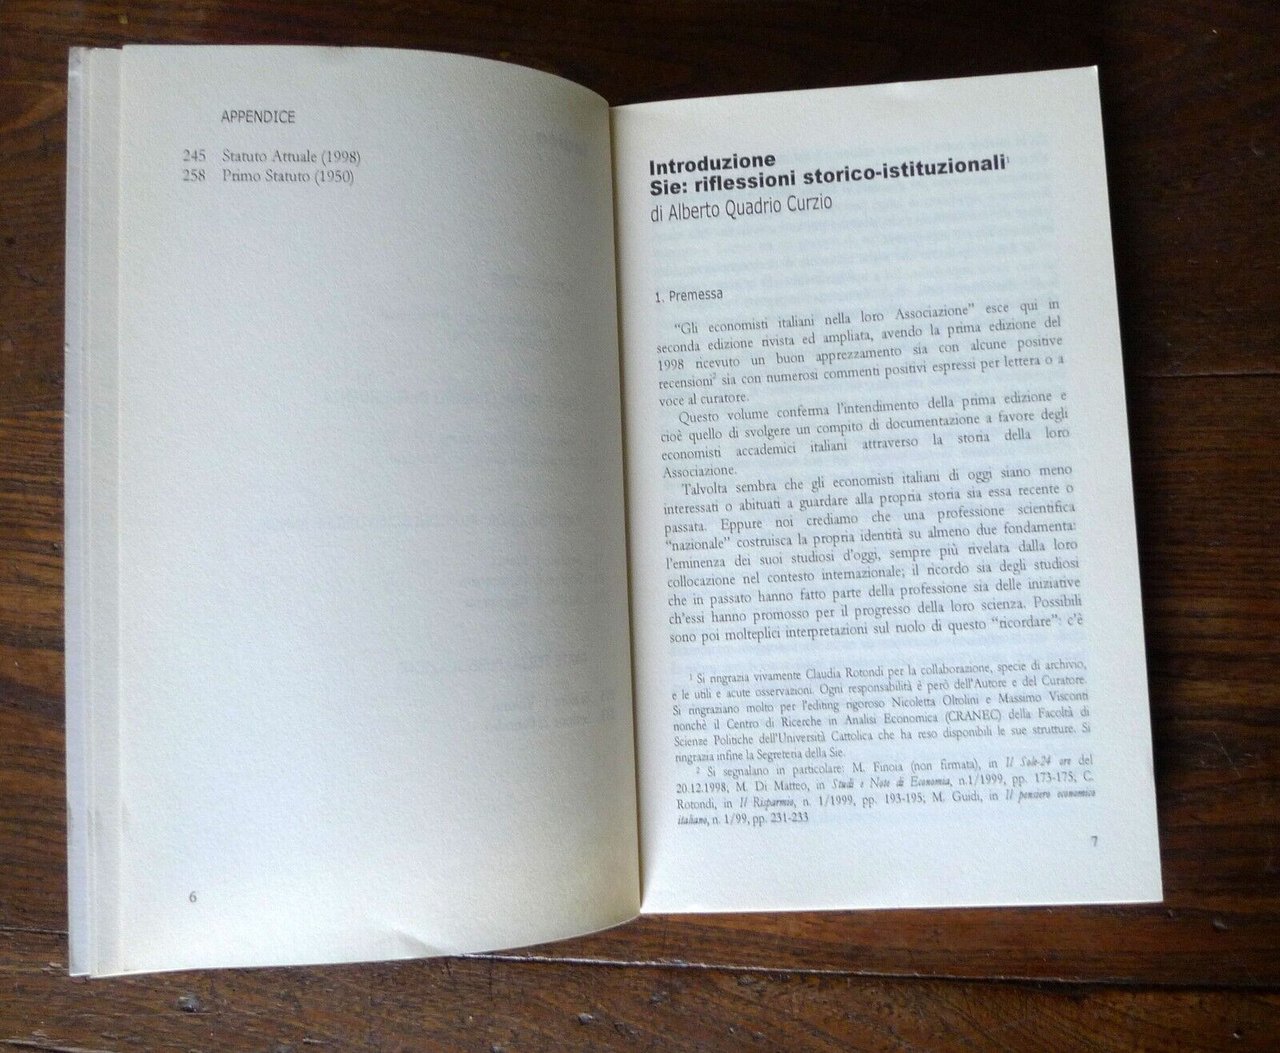 APPENDICE
245 Statuto Attuale (1998)
258 Primo Statuto (1950)
6
Introduzione
Sie: riflessioni storico-istituzionali¹
di Alberto Quadrio Curzio
1. Premessa
“Gli economisti italiani nella loro Associazione” esce qui in
seconda edizione rivista ed ampliata, avendo la prima edizione del
1998 ricevuto un buon apprezzamento sia con alcune positive
recensioni² sia con numerosi commenti positivi espressi per lettera o a
voce al curatore.
Questo volume conferma l'intendimento della prima edizione e
cioè quello di svolgere un compito di documentazione a favore degli
economisti accademici italiani attraverso la storia della loro
Associazione.
Talvolta sembra che gli economisti italiani di oggi siano meno
interessati o abituati a guardare alla propria storia sia essa recente o
passata. Eppure noi crediamo che una professione scientifica
“nazionale” costruisca la propria identità su almeno due fondamenta:
l'eminenza dei suoi studiosi d'oggi, sempre più rivelata dalla loro
collocazione nel contesto internazionale; il ricordo sia degli studiosi
che in passato hanno fatto parte della professione sia delle iniziative
ch'essi hanno promosso per il progresso della loro scienza. Possibili
sono poi molteplici interpretazioni sul ruolo di questo “ricordare”: c'è
¹ Si ringrazia vivamente Claudia Rotondi per la collaborazione, specie di archivio,
e le utili e acute osservazioni. Ogni responsabilità è però dell'Autore e del Curatore.
Si ringraziano molto per l'editing rigoroso Nicoletta Oltolini e Massimo Visconti
nonchè il Centro di Ricerche in Analisi Economica (CRANEC) della Facoltà di
Scienze Politiche dell'Università Cattolica che ha reso disponibili le sue strutture. Si
ringrazia infine la Segreteria della Sie.
² Si segnalano in particolare: M. Finoia (non firmata), in Il Sole-24 ore del
20.12.1998, M. Di Matteo, in Studi e Note di Economia, n.1/1999, pp. 173-175; C.
Rotondi, in Il Risparmio, n. 1/1999, pp. 193-195; M. Guidi, in Il pensiero economico
italiano, n. 1/99, pp. 231-233
7